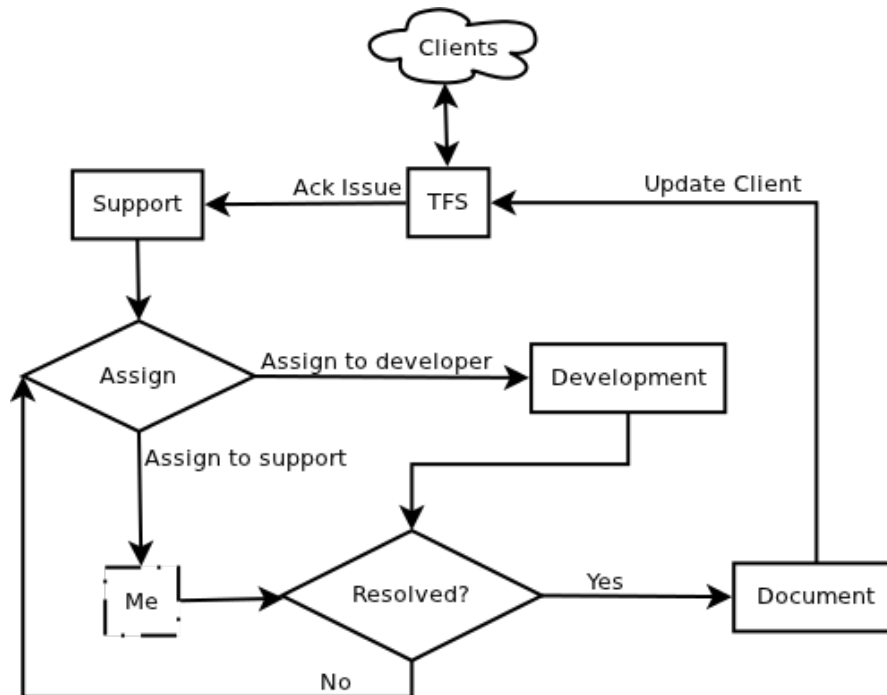 Clients
Ack Issue
Update Client
Support
TFS
Assign to developer
Assign
Development
Assign to support
Me
Resolved?
Yes
Document
No